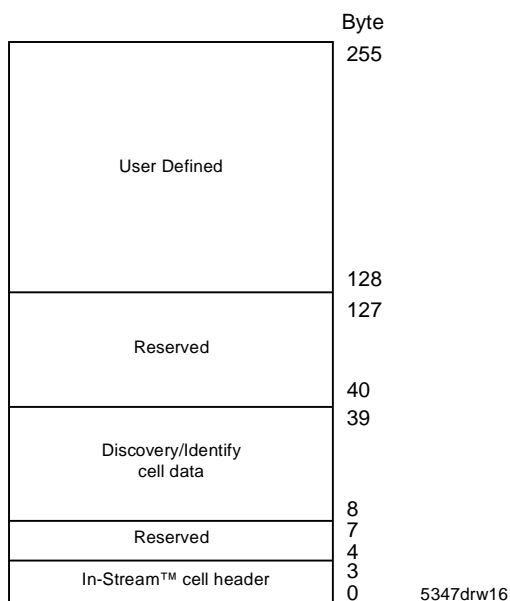 Byte
255
User Defined
128
127
Reserved
40
39
Discovery/Identify
cell data
8
7
Reserved
4
3
In-Stream™ cell header
0
5347drw16